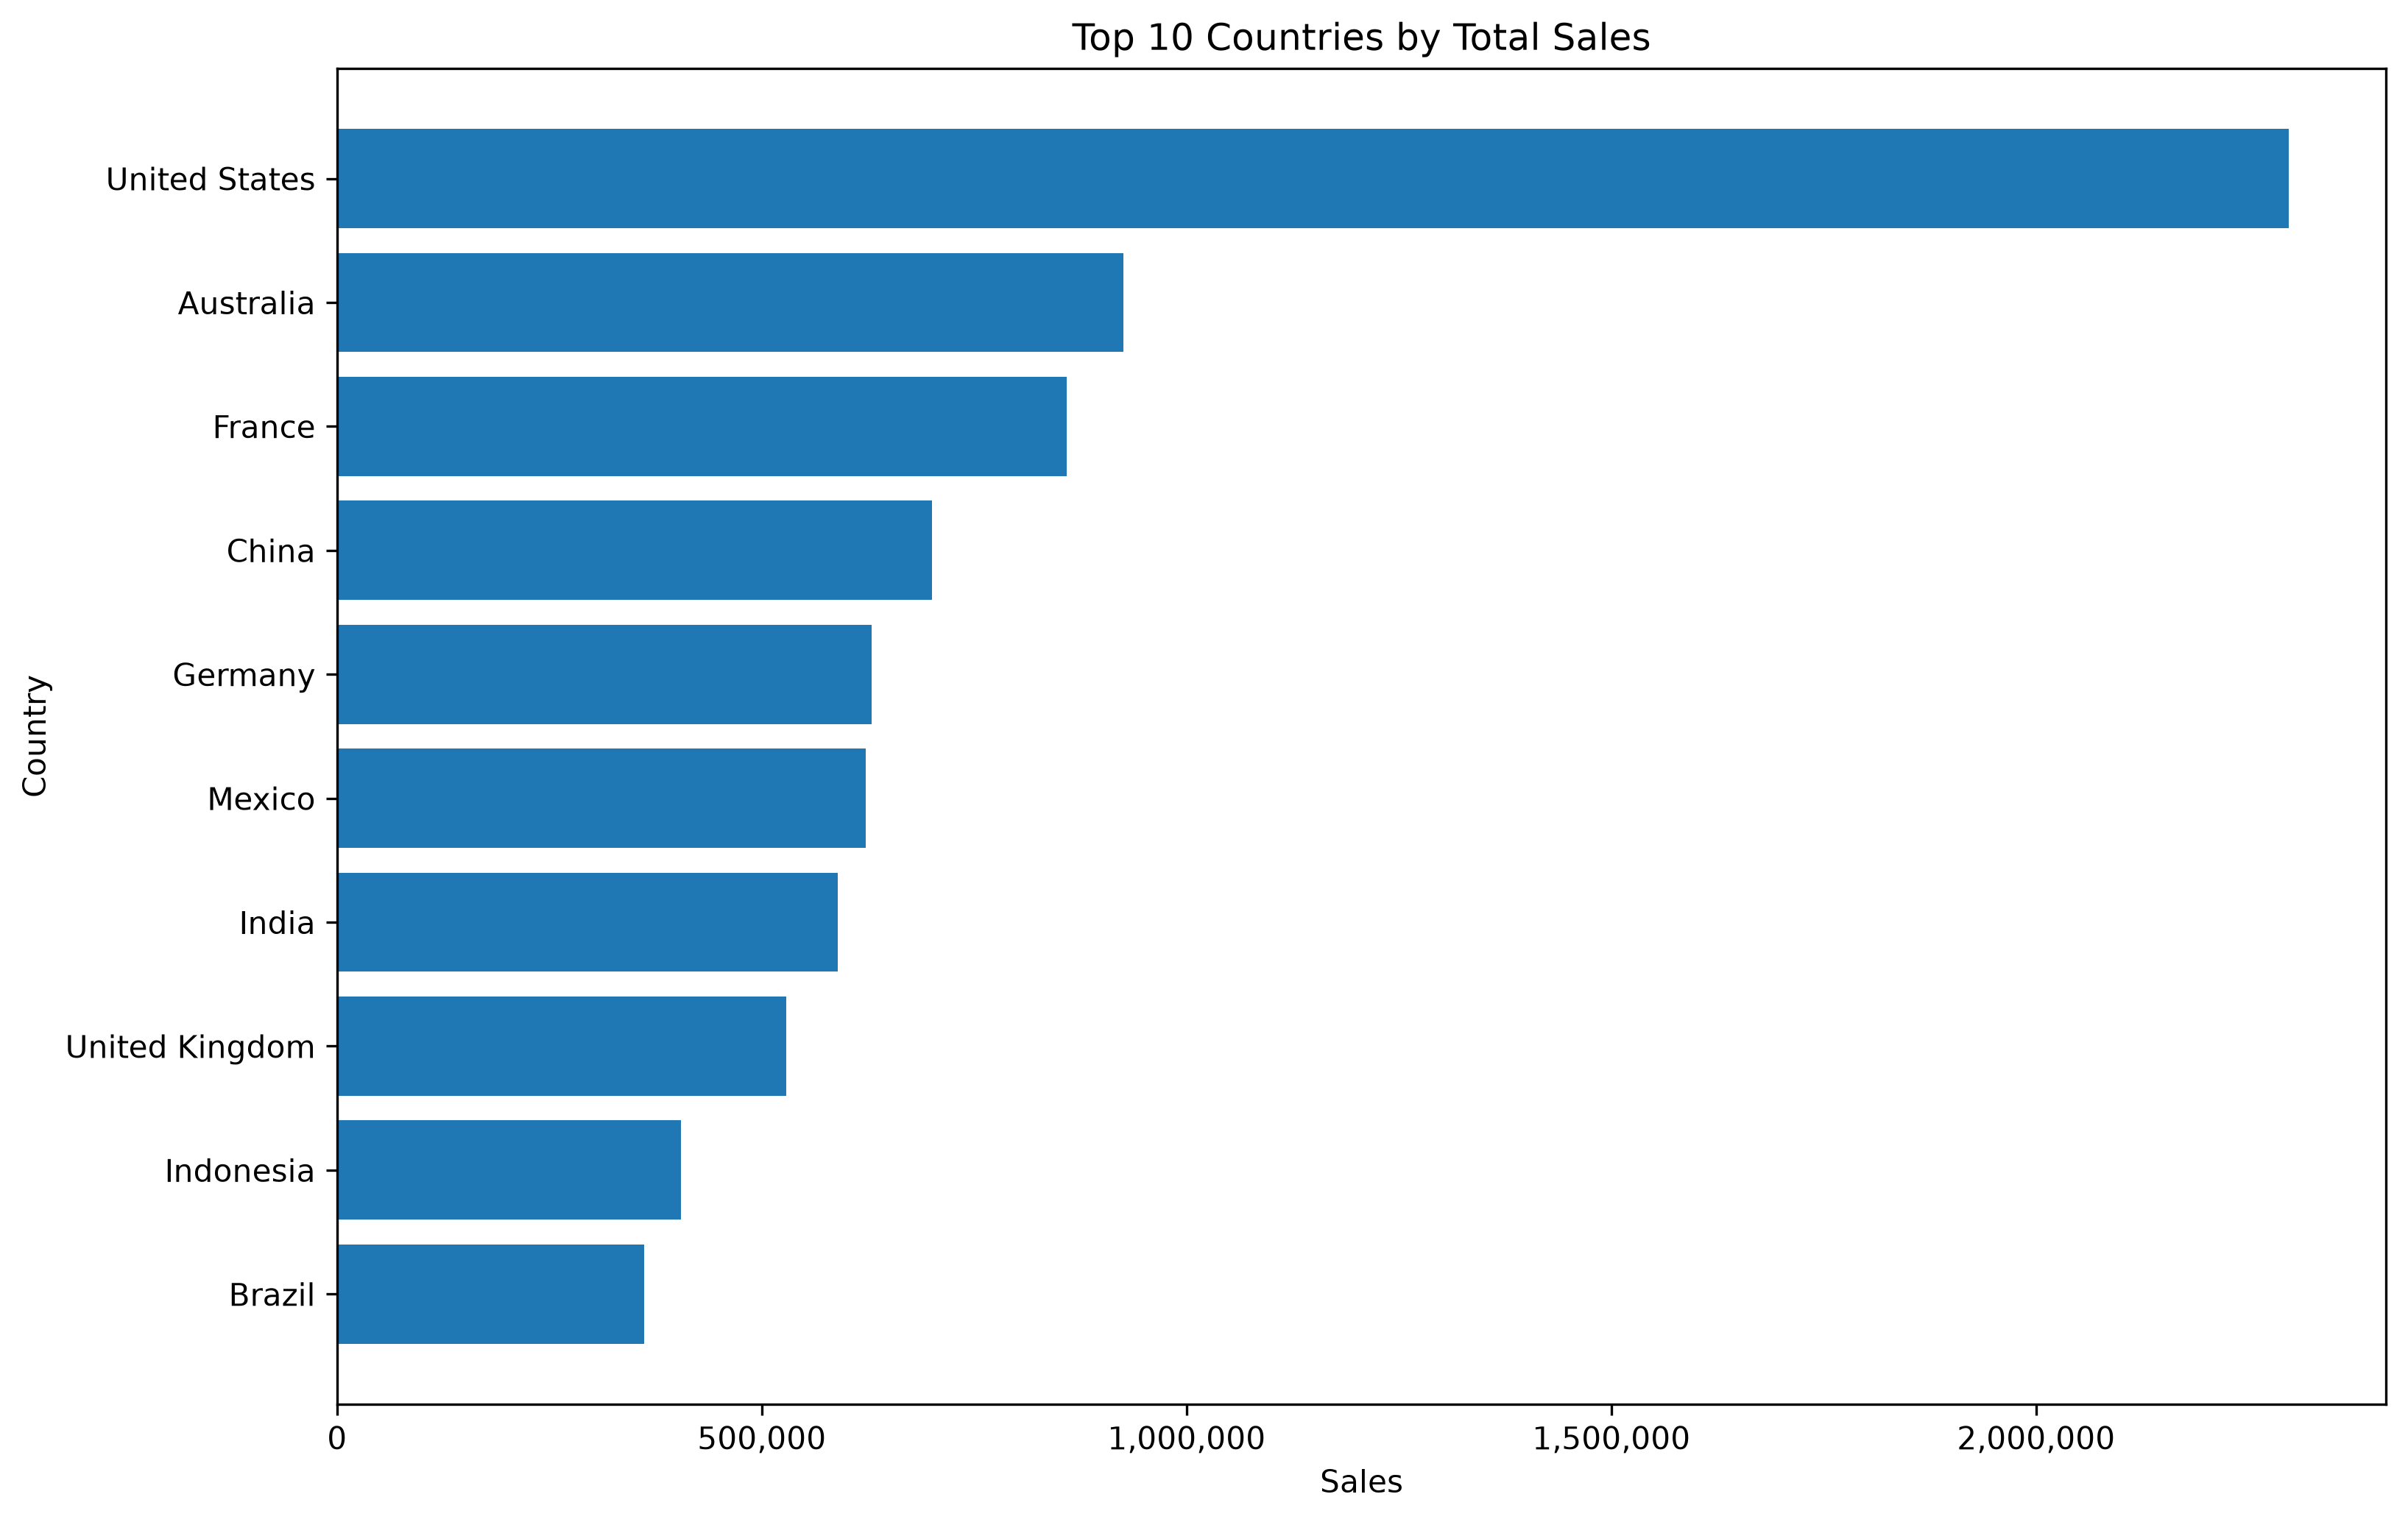 Top 10 Countries by Total Sales
Country
United States
Australia
France
China
Germany
Mexico
India
United Kingdom
Indonesia
Brazil
0 500,000 1,000,000 1,500,000 2,000,000
Sales